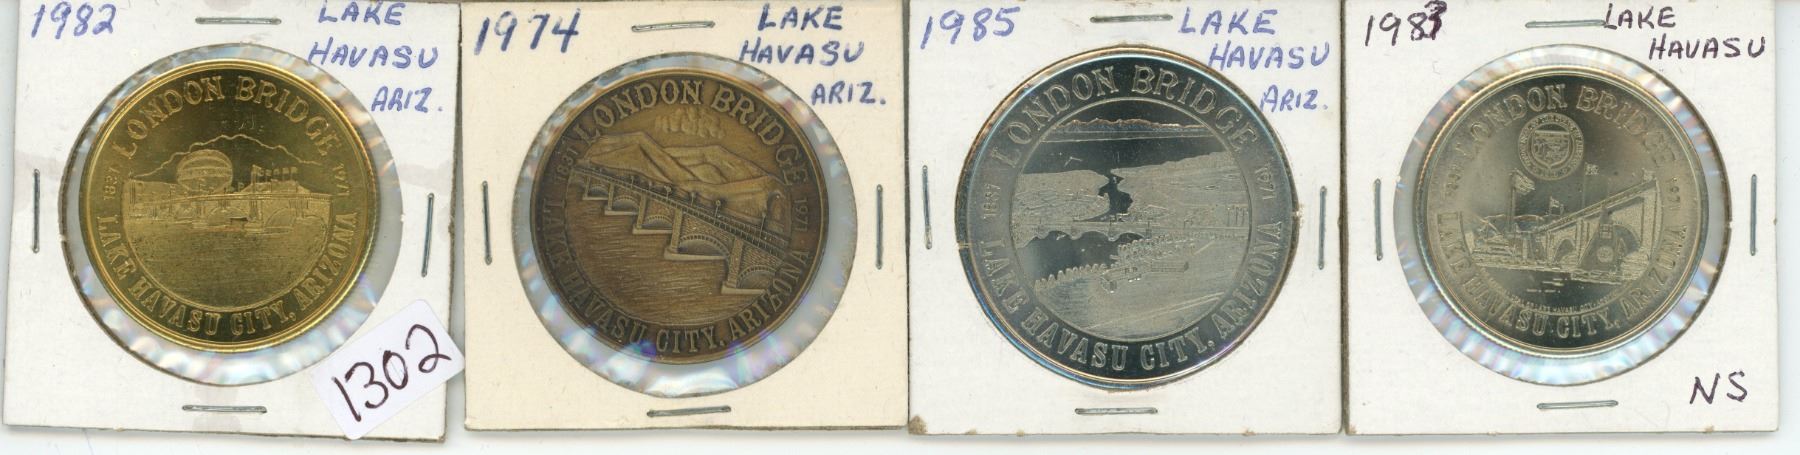 1982
LAKE
HAVASU
ARIZ.
LONDON BRIDGE
1831
1971
LAKE HAVASU CITY, ARIZONA
1302
1974
LAKE
HAVASU
ARIZ.
LONDON BRIDGE
1831
1971
LAKE HAVASU CITY, ARIZONA
1985
LAKE
HAVASU
ARIZ.
LONDON BRIDGE
1971
LAKE HAVASU CITY, ARIZONA
1983
LAKE
HAVASU
LONDON BRIDGE
1971
LAKE HAVASU CITY, ARIZONA
NS